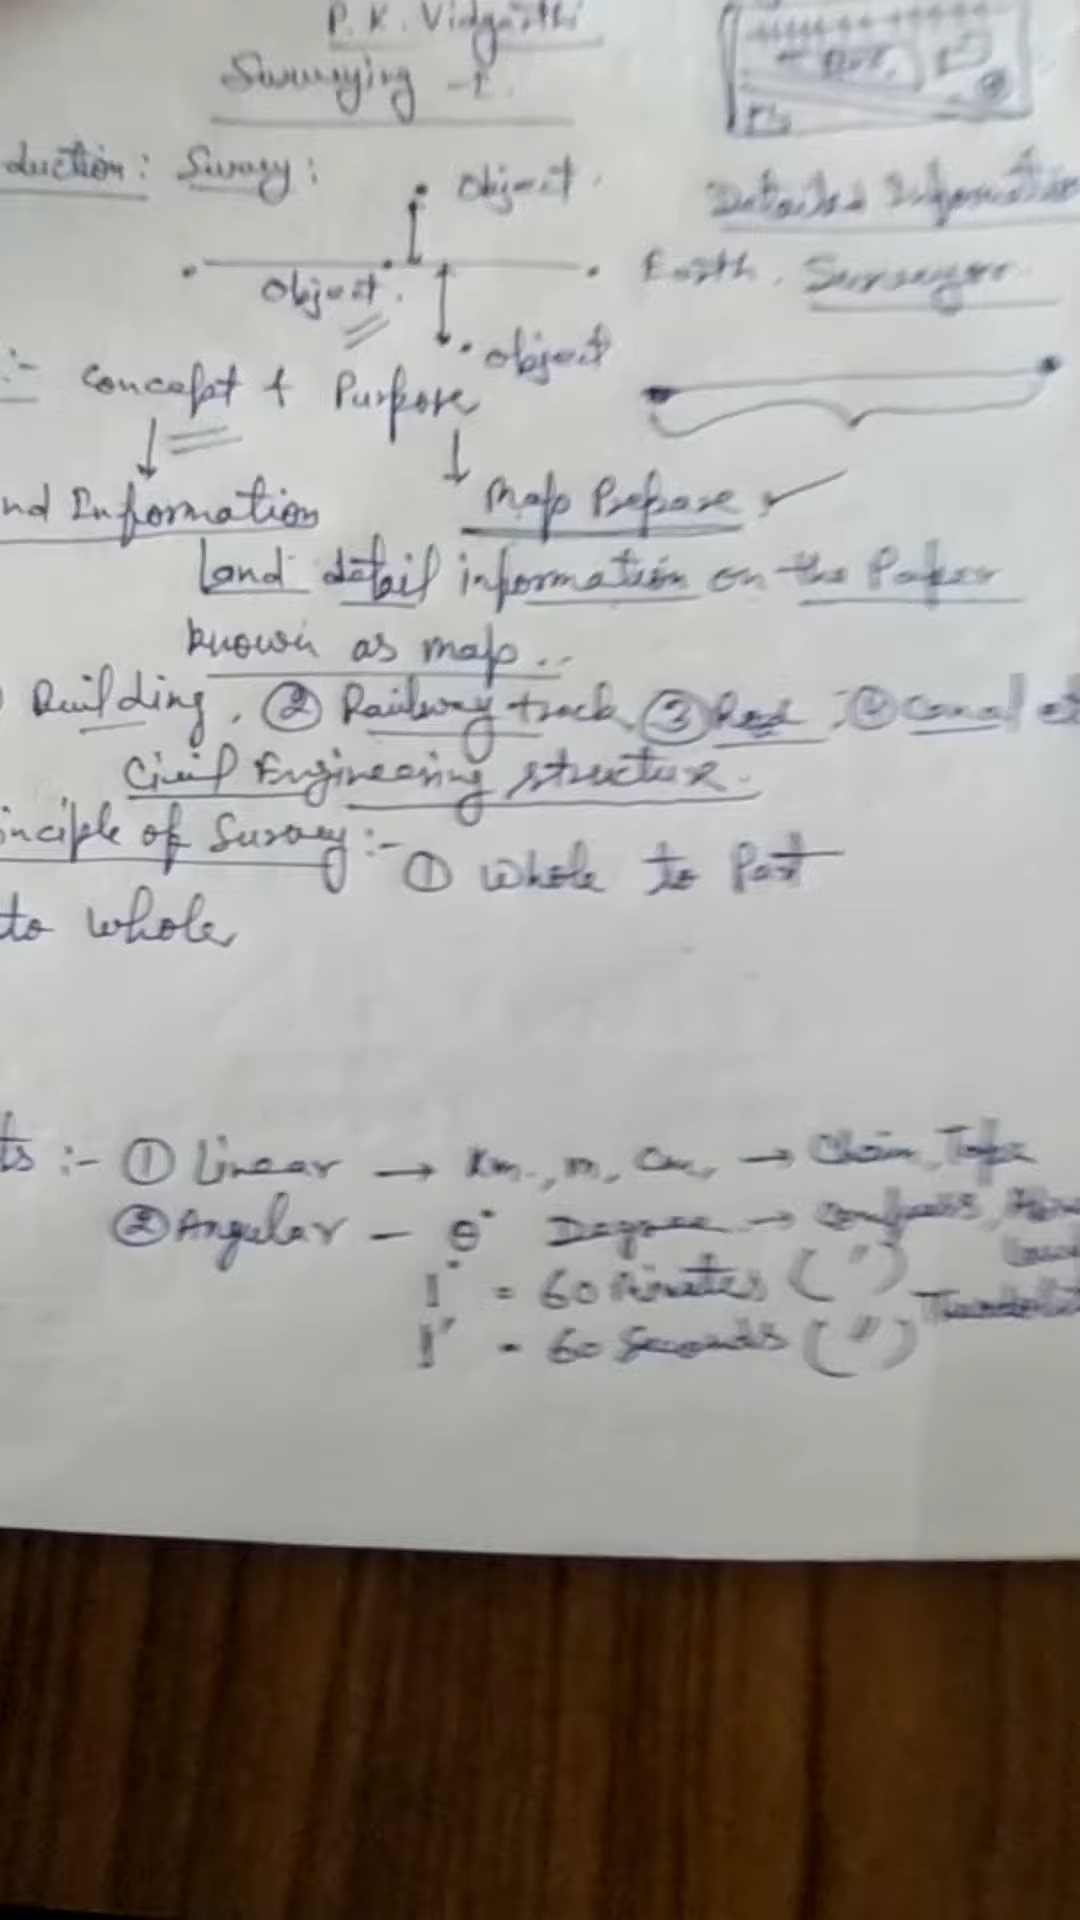 P. K. Vidyarthi
Surveying -I.
duction: Survey:
Object.
Detailed Information
Object.
Earth. Surveyor.
Object
:- Concept + Purpose
nd Information
Map Prepare
Land detail information on the Paper
known as map..
Building, ② Railway track ③ Road ④ Canal et
Civil Engineering structure.
inciple of Survey:- ① Whole to Part
to whole
ts :- ① Linear → Km., m, Cm, → Chain, Tape
② Angular - θ° Degree → Compass,
1° = 60 Minutes (')
1' = 60 Seconds (")